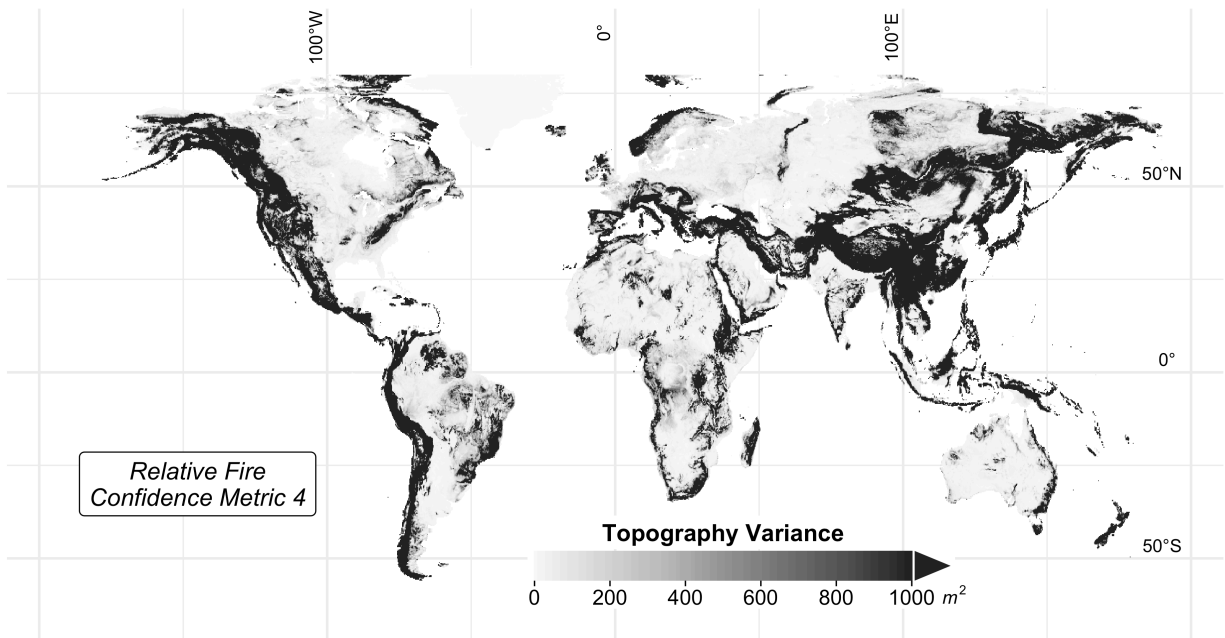 100°W
0°
100°E
50°N
0°
50°S
Relative Fire
Confidence Metric 4
Topography Variance
0 200 400 600 800 1000 m²